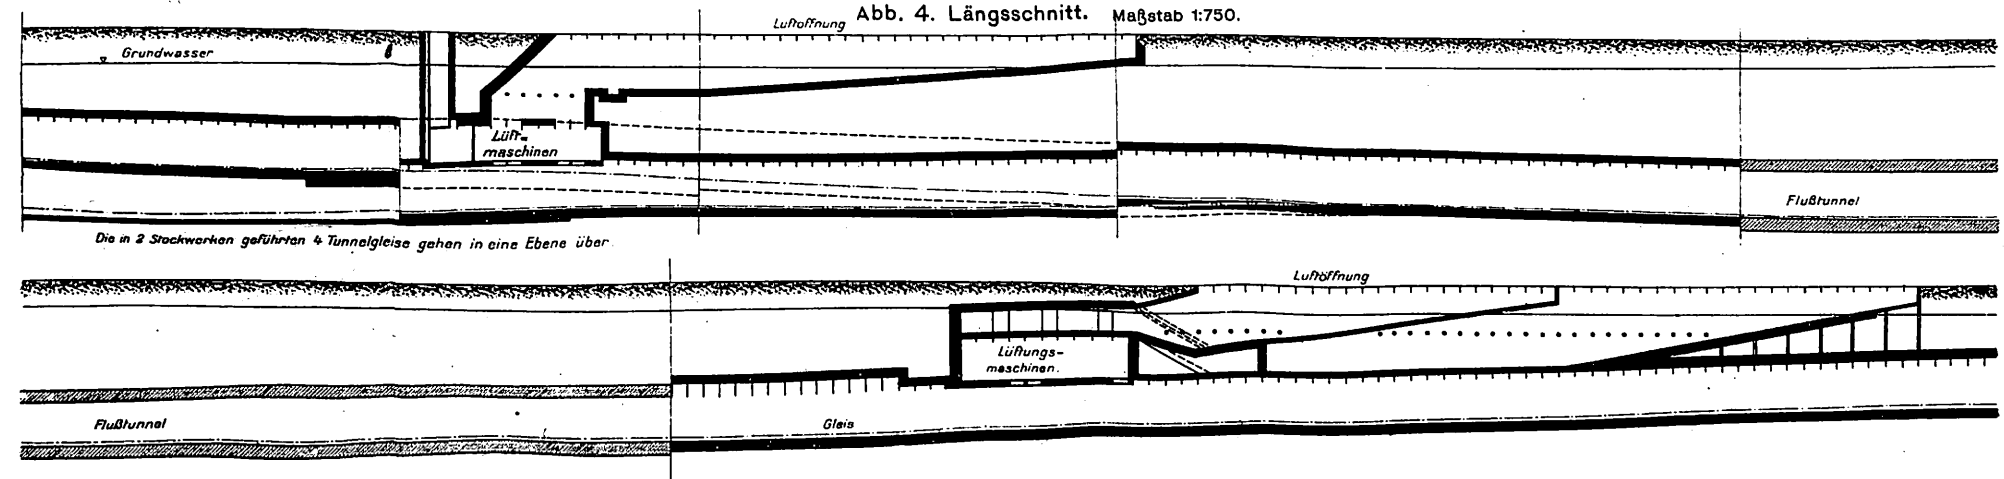 Abb. 4. Längsschnitt. Maßstab 1:750.
Luftöffnung
Grundwasser
Lüft-
maschinen
Flußtunnel
Die in 2 Stockwerken geführten 4 Tunnelgleise gehen in eine Ebene über.
Luftöffnung
Lüftungs-
maschinen.
Flußtunnel
Gleis